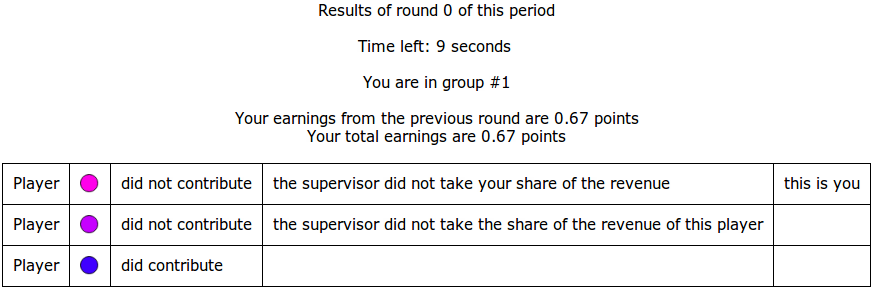 Results of round 0 of this period
Time left: 9 seconds
You are in group #1
Your earnings from the previous round are 0.67 points
Your total earnings are 0.67 points
Player did not contribute the supervisor did not take your share of the revenue this is you
Player did not contribute the supervisor did not take the share of the revenue of this player
Player did contribute